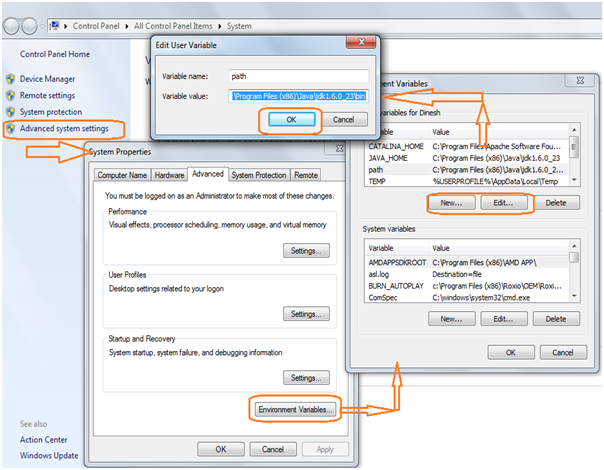 Control Panel
All Control Panel Items
System
Control Panel Home
Device Manager
Remote settings
System protection
Advanced system settings
See also
Action Center
Windows Update
Edit User Variable
Variable name:
path
Variable value:
\Program Files (x86)\Java\jdk1.6.0_23\bin
OK
Cancel
System Properties
Computer Name
Hardware
Advanced
System Protection
Remote
You must be logged on as an Administrator to make most of these changes.
Performance
Visual effects, processor scheduling, memory usage, and virtual memory
Settings...
User Profiles
Desktop settings related to your logon
Settings...
Startup and Recovery
System startup, system failure, and debugging information
Settings...
Environment Variables...
OK
Cancel
Apply
ment Variables
variables for Dinesh
able
Value
CATALINA_HOME C:\Program Files\Apache Software Fou...
JAVA_HOME C:\Program Files (x86)\Java\jdk1.6.0_23
path C:\Program Files (x86)\Java\jdk1.6.0_2...
TEMP %USERPROFILE%\AppData\Local\Temp
New...
Edit...
Delete
System variables
Variable
Value
AMDAPPSDKROOT C:\Program Files (x86)\AMD APP\
asl.log Destination=file
BURN_AUTOPLAY C:\Program Files (x86)\Roxio\OEM\Roxi...
ComSpec C:\windows\system32\cmd.exe
New...
Edit...
Delete
OK
Cancel